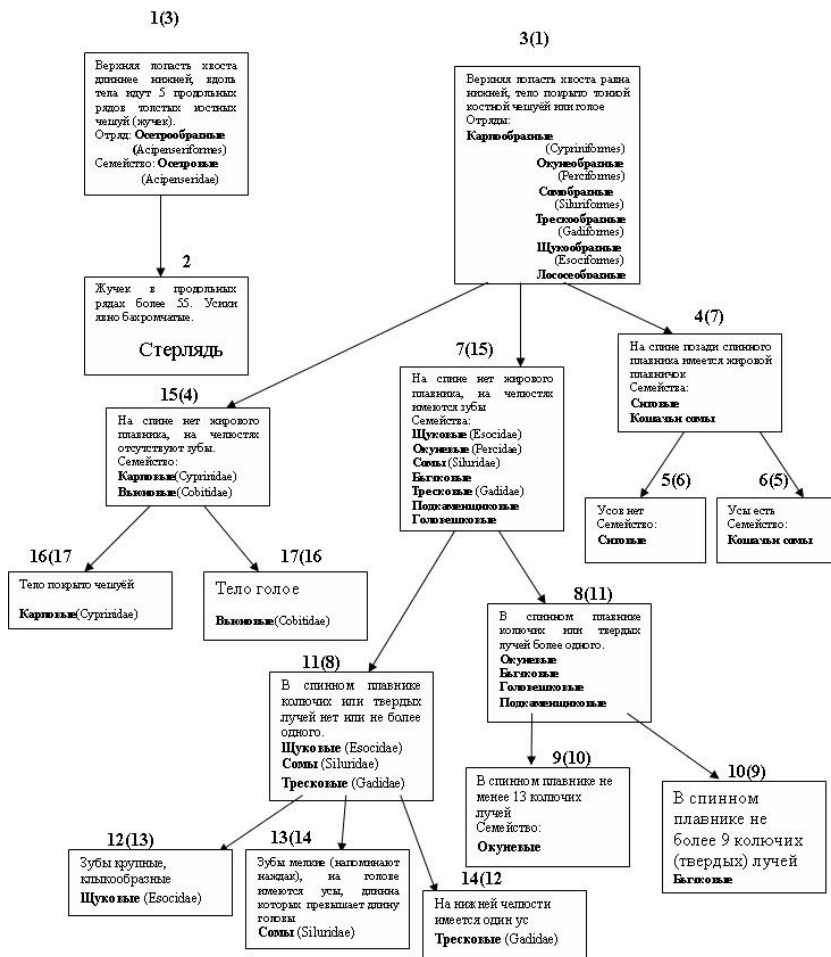 1(3)
Верхняя лопасть хвоста
длиннее нижней, вдоль
тела идут 5 продольных
рядов толстых костных
чешуй (жучек).
Отряд: Осетрообразные
(Acipenseriformes)
Семейство: Осетровые
(Acipenseridae)
3(1)
Верхняя лопасть хвоста равна
нижней, тело покрыто тонкой
костной чешуёй или голое
Отряды:
Карпообразные
(Cypriniformes)
Окунеобразные
(Perciformes)
Сомобразные
(Siluriformes)
Трескообразные
(Gadiformes)
Щукообразные
(Esociformes)
Лососеобразные
2
Жучек в продольных
рядах более 55. Усики
явно бахромчатые.
Стерлядь
15(4)
На спине нет жирового
плавника, на челюстях
отсутствуют зубы.
Семейство:
Карповые(Cyprinidae)
Вьюновые(Cobitidae)
7(15)
На спине нет жирового
плавника, на челюстях
имеются зубы
Семейства:
Щуковые (Esocidae)
Окуневые (Percidae)
Сомы (Siluridae)
Бычковые
Тресковые (Gadidae)
Подкаменщиковые
Головешковые
4(7)
На спине позади спинного
плавника имеется жировой
плавничок
Семейства:
Сиговые
Кошачьи сомы
5(6)
Усов нет
Семейство:
Сиговые
6(5)
Усы есть
Семейство:
Кошачьи сомы
16(17
Тело покрыто чешуёй
Карповые(Cyprinidae)
17(16
Тело голое
Вьюновые(Cobitidae)
11(8)
В спинном плавнике
колючих или твердых
лучей нет или не более
одного.
Щуковые (Esocidae)
Сомы (Siluridae)
Тресковые (Gadidae)
8(11)
В спинном плавнике
колючих или твердых
лучей более одного.
Окуневые
Бычковые
Головешковые
Подкаменщиковые
9(10)
В спинном плавнике не
менее 13 колючих
лучей
Семейство:
Окуневые
10(9)
В спинном
плавнике не
более 9 колючих
(твердых) лучей
Бычковые
12(13)
Зубы крупные,
клыкообразные
Щуковые (Esocidae)
13(14
Зубы мелкие (напоминают
наждак), на голове
имеются усы, длинна
которых превышает длину
головы
Сомы (Siluridae)
14(12
На нижней челюсти
имеется один ус
Тресковые (Gadidae)